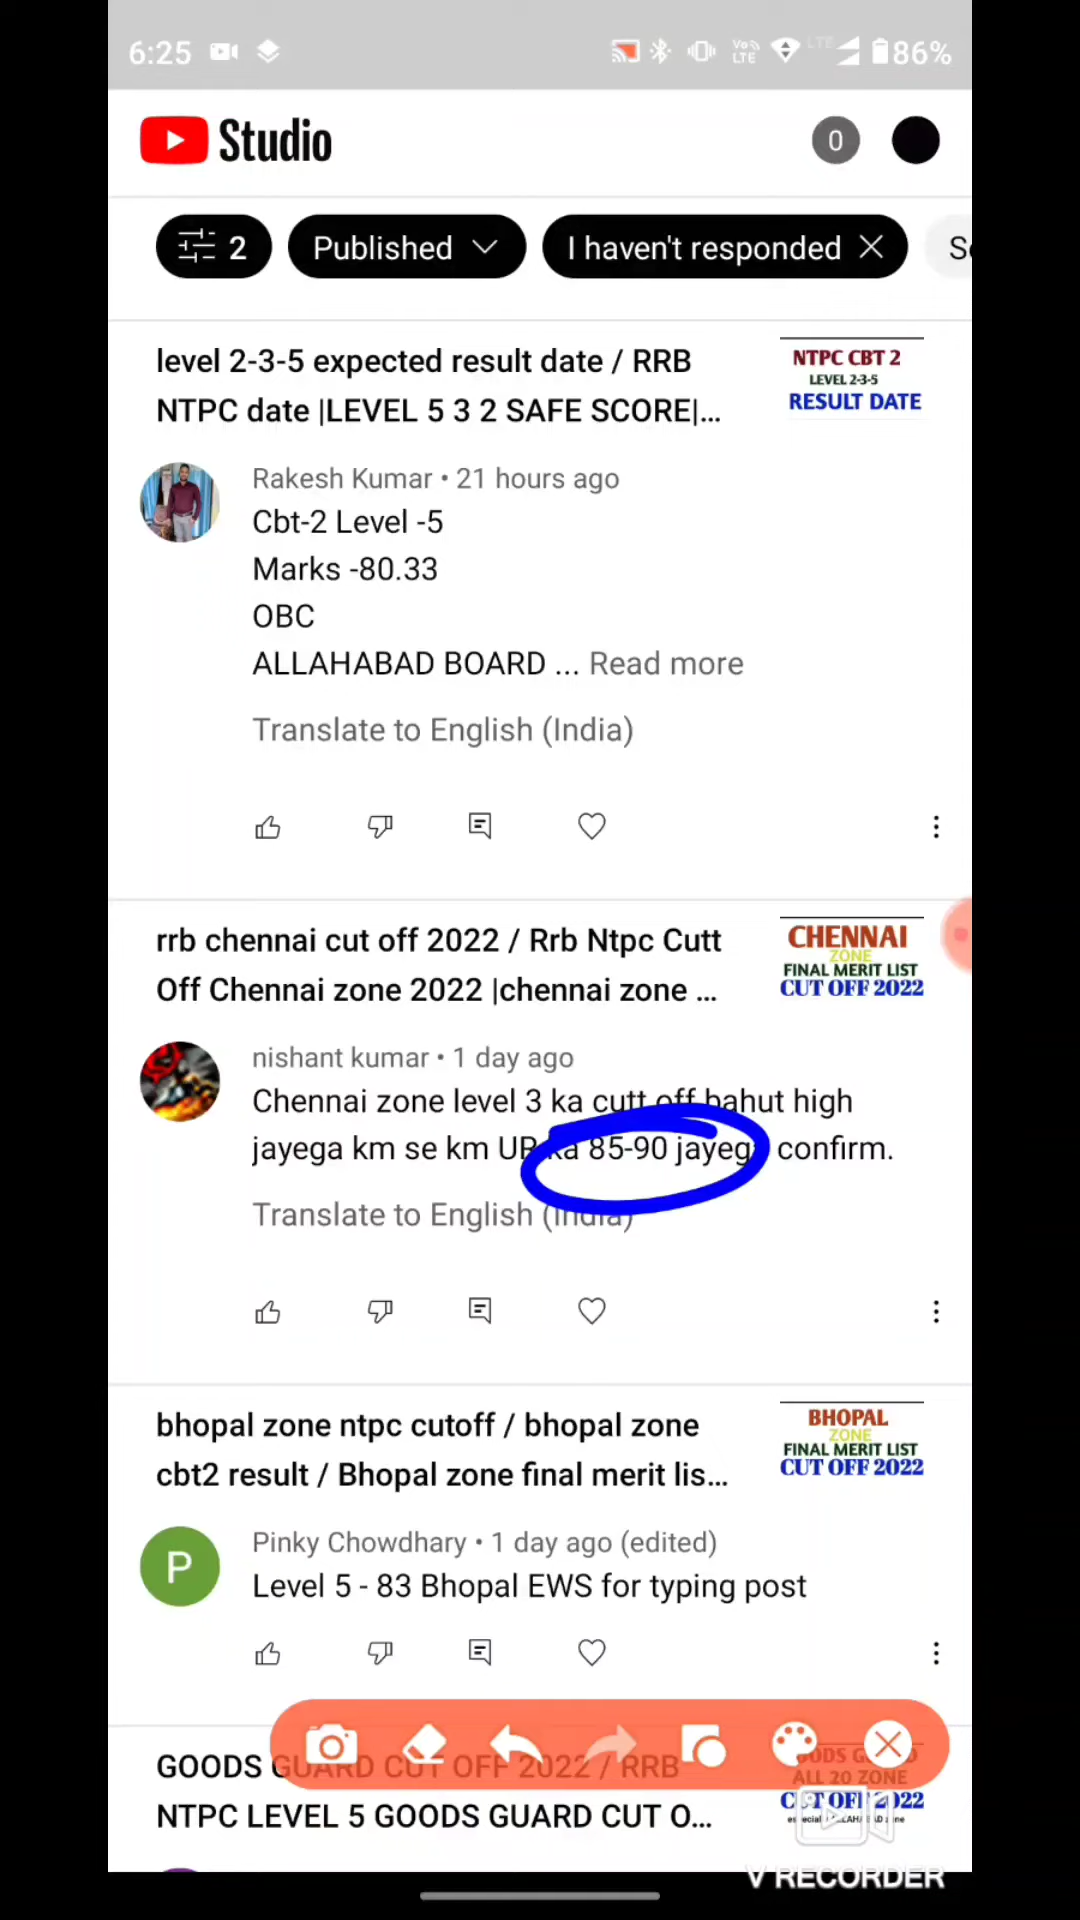 6:25
Vo
LTE
LTE
86%
Studio
0
2
Published
I haven't responded
level 2-3-5 expected result date / RRB
NTPC date |LEVEL 5 3 2 SAFE SCORE|...
NTPC CBT 2
LEVEL 2-3-5
RESULT DATE
Rakesh Kumar • 21 hours ago
Cbt-2 Level -5
Marks -80.33
OBC
ALLAHABAD BOARD ... Read more
Translate to English (India)
rrb chennai cut off 2022 / Rrb Ntpc Cutt
Off Chennai zone 2022 |chennai zone ...
CHENNAI
ZONE
FINAL MERIT LIST
CUT OFF 2022
nishant kumar • 1 day ago
Chennai zone level 3 ka cutt off bahut high
jayega km se km UR ka 85-90 jayega confirm.
Translate to English (India)
bhopal zone ntpc cutoff / bhopal zone
cbt2 result / Bhopal zone final merit lis...
BHOPAL
ZONE
FINAL MERIT LIST
CUT OFF 2022
P
Pinky Chowdhary • 1 day ago (edited)
Level 5 - 83 Bhopal EWS for typing post
GOODS GUARD CUT OFF 2022 / RRB
NTPC LEVEL 5 GOODS GUARD CUT O...
ALL 20 ZONE
CUT OFF 2022
V RECORDER